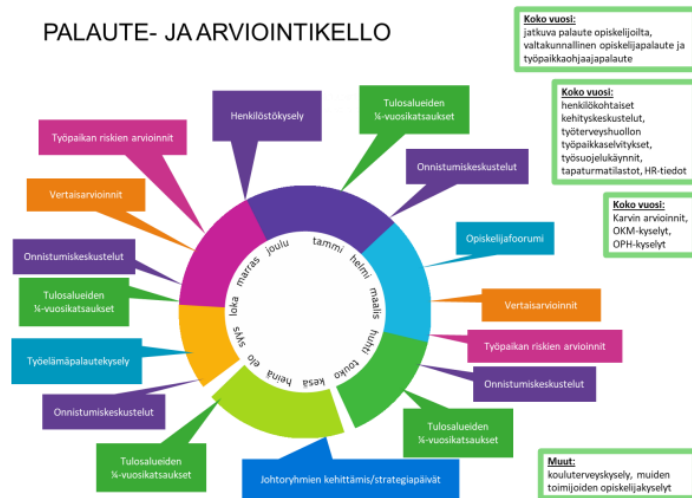 PALAUTE- JA ARVIOINTIKELLO
Koko vuosi:
jatkuva palaute opiskelijoilta,
valtakunnallinen opiskelijapalaute ja
työpaikkaohjaajapalaute
Koko vuosi:
henkilökohtaiset
kehityskeskustelut,
työterveyshuollon
työpaikkaselvitykset,
työsuojelukäynnit,
tapaturmatilastot, HR-tiedot
Koko vuosi:
Karvin arvioinnit,
OKM-kyselyt,
OPH-kyselyt
Henkilöstökysely
Tulosalueiden
¼-vuosikatsaukset
Työpaikan riskien arvioinnit
Onnistumiskeskustelut
Vertaisarvioinnit
Opiskelijafoorumi
Onnistumiskeskustelut
Tulosalueiden
¼-vuosikatsaukset
Vertaisarvioinnit
Työelämäpalautekysely
Työpaikan riskien arvioinnit
Onnistumiskeskustelut
Onnistumiskeskustelut
Tulosalueiden
¼-vuosikatsaukset
Tulosalueiden
¼-vuosikatsaukset
Johtoryhmien kehittämis/strategiapäivät
tammi
helmi
maalis
huhti
touko
kesä
heinä
elo
syys
loka
marras
joulu
Muut:
kouluterveyskysely, muiden
toimijoiden opiskelijakyselyt